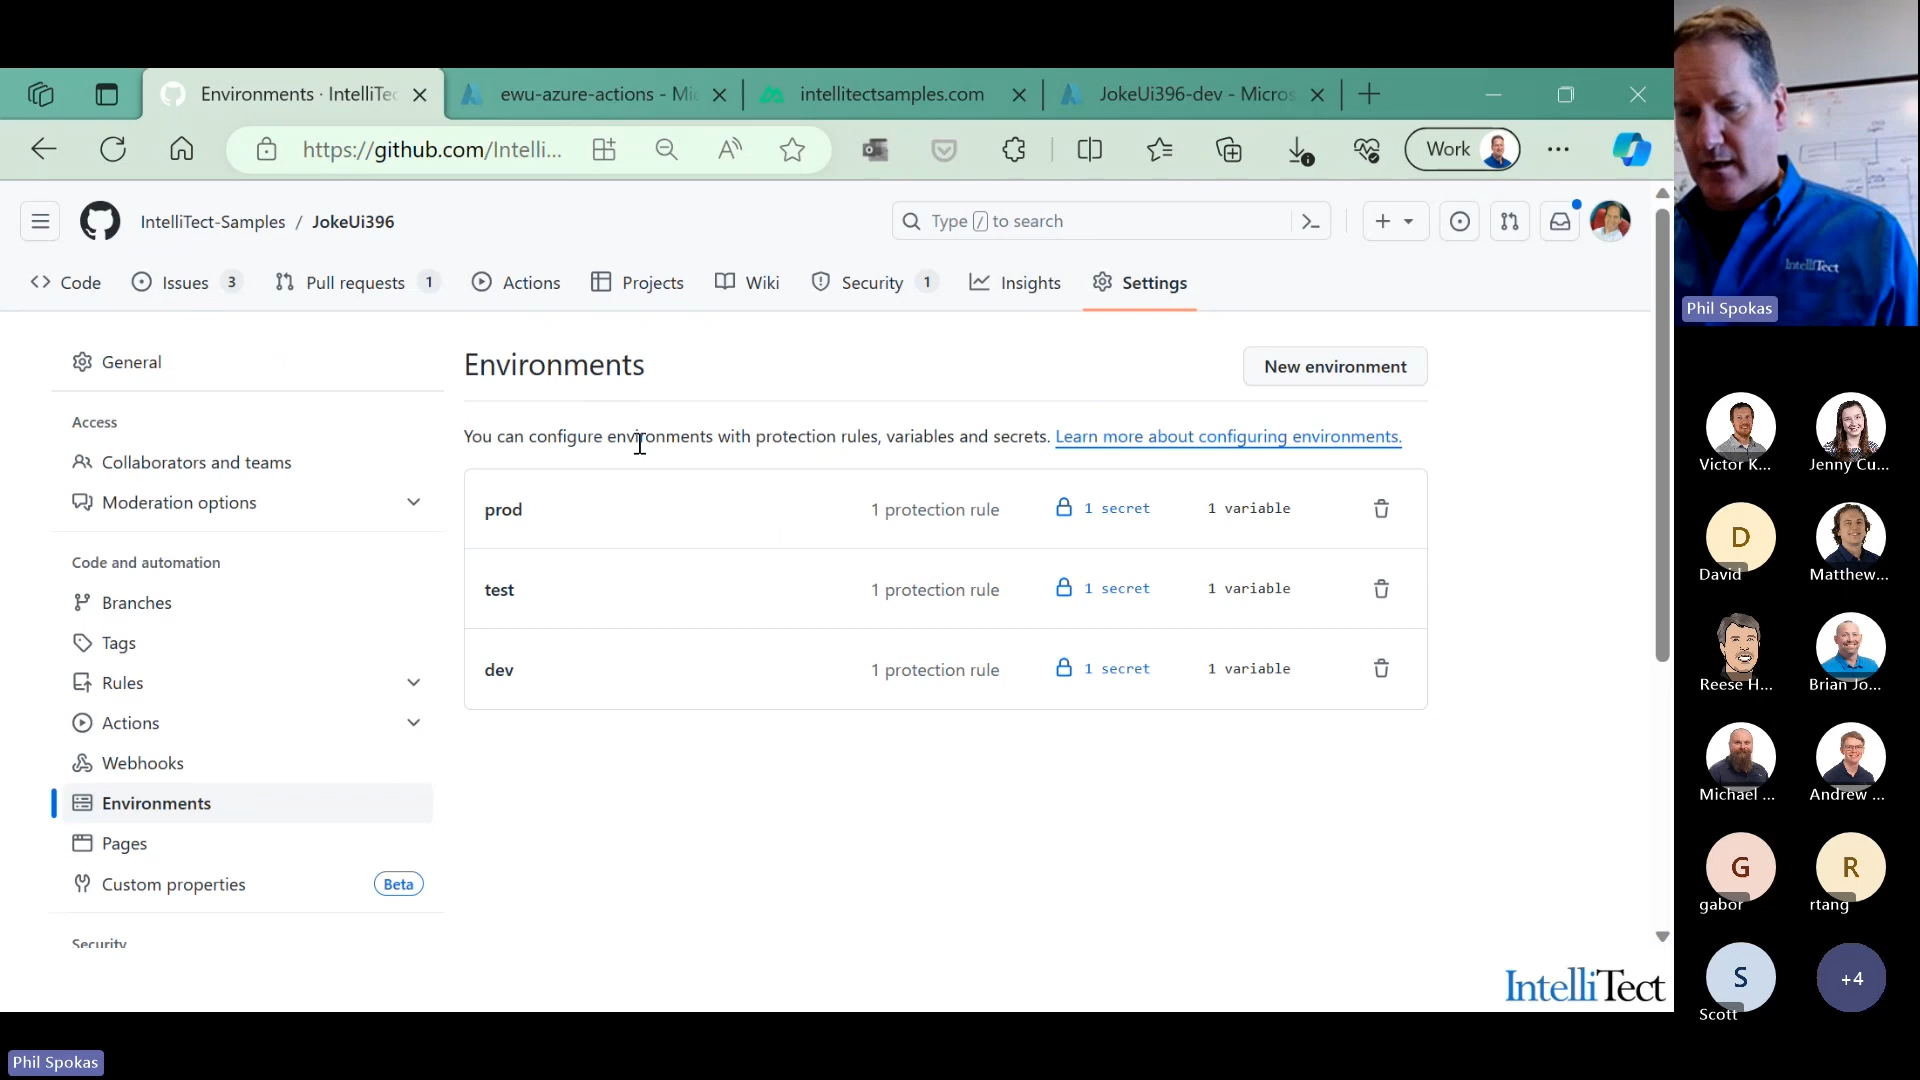 Environments · IntelliTec
ewu-azure-actions - Mic
intellitectsamples.com
JokeUi396-dev - Micros
https://github.com/Intelli...
Work
IntelliTect-Samples / JokeUi396
Type / to search
Code
Issues 3
Pull requests 1
Actions
Projects
Wiki
Security 1
Insights
Settings
General
Access
Collaborators and teams
Moderation options
Code and automation
Branches
Tags
Rules
Actions
Webhooks
Environments
Pages
Custom properties Beta
Security
Environments
New environment
You can configure environments with protection rules, variables and secrets. Learn more about configuring environments.
prod 1 protection rule 1 secret 1 variable
test 1 protection rule 1 secret 1 variable
dev 1 protection rule 1 secret 1 variable
IntelliTect
IntelliTect
Phil Spokas
Victor K...
Jenny Cu...
D
David
Matthew...
Reese H...
Brian Jo...
Michael ...
Andrew ...
G
gabor
R
rtang
S
Scott
+4
Phil Spokas